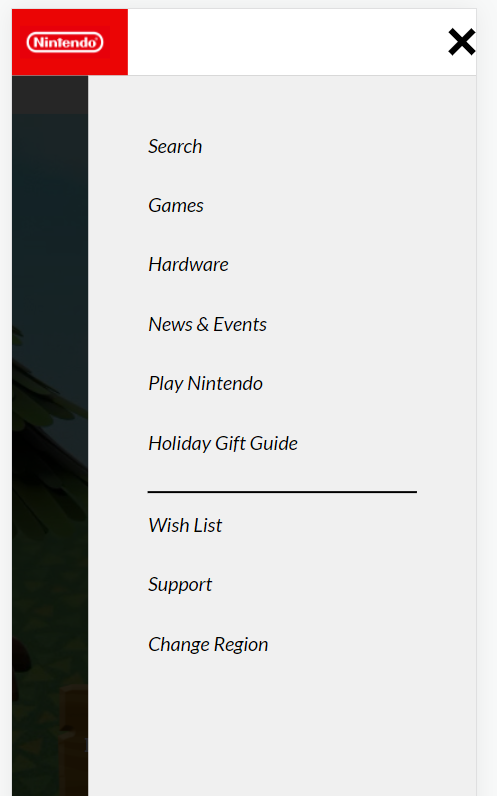 Nintendo
Search
Games
Hardware
News & Events
Play Nintendo
Holiday Gift Guide
Wish List
Support
Change Region